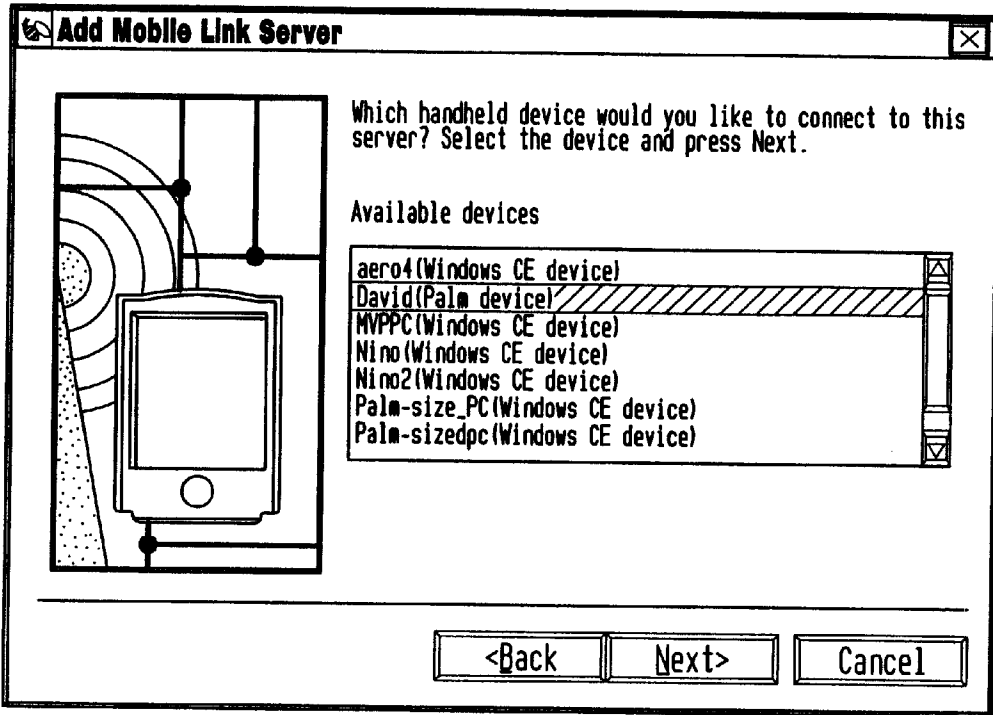 Add Mobile Link Server
Which handheld device would you like to connect to this
server? Select the device and press Next.
Available devices
aero4(Windows CE device)
David(Palm device)
MVPPC(Windows CE device)
Nino(Windows CE device)
Nino2(Windows CE device)
Palm-size_PC(Windows CE device)
Palm-sizedpc(Windows CE device)
<Back
Next>
Cancel